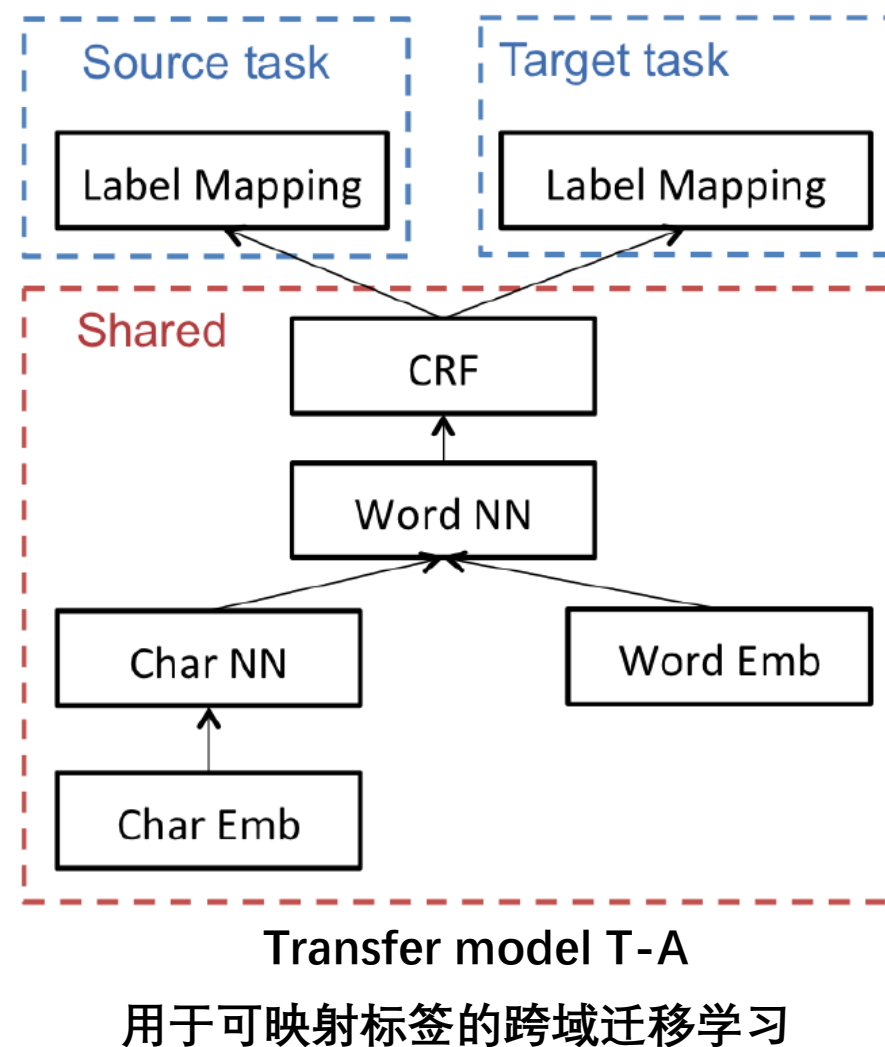 Source task
Target task
Label Mapping
Label Mapping
Shared
CRF
Word NN
Char NN
Word Emb
Char Emb
Transfer model T-A
用于可映射标签的跨域迁移学习